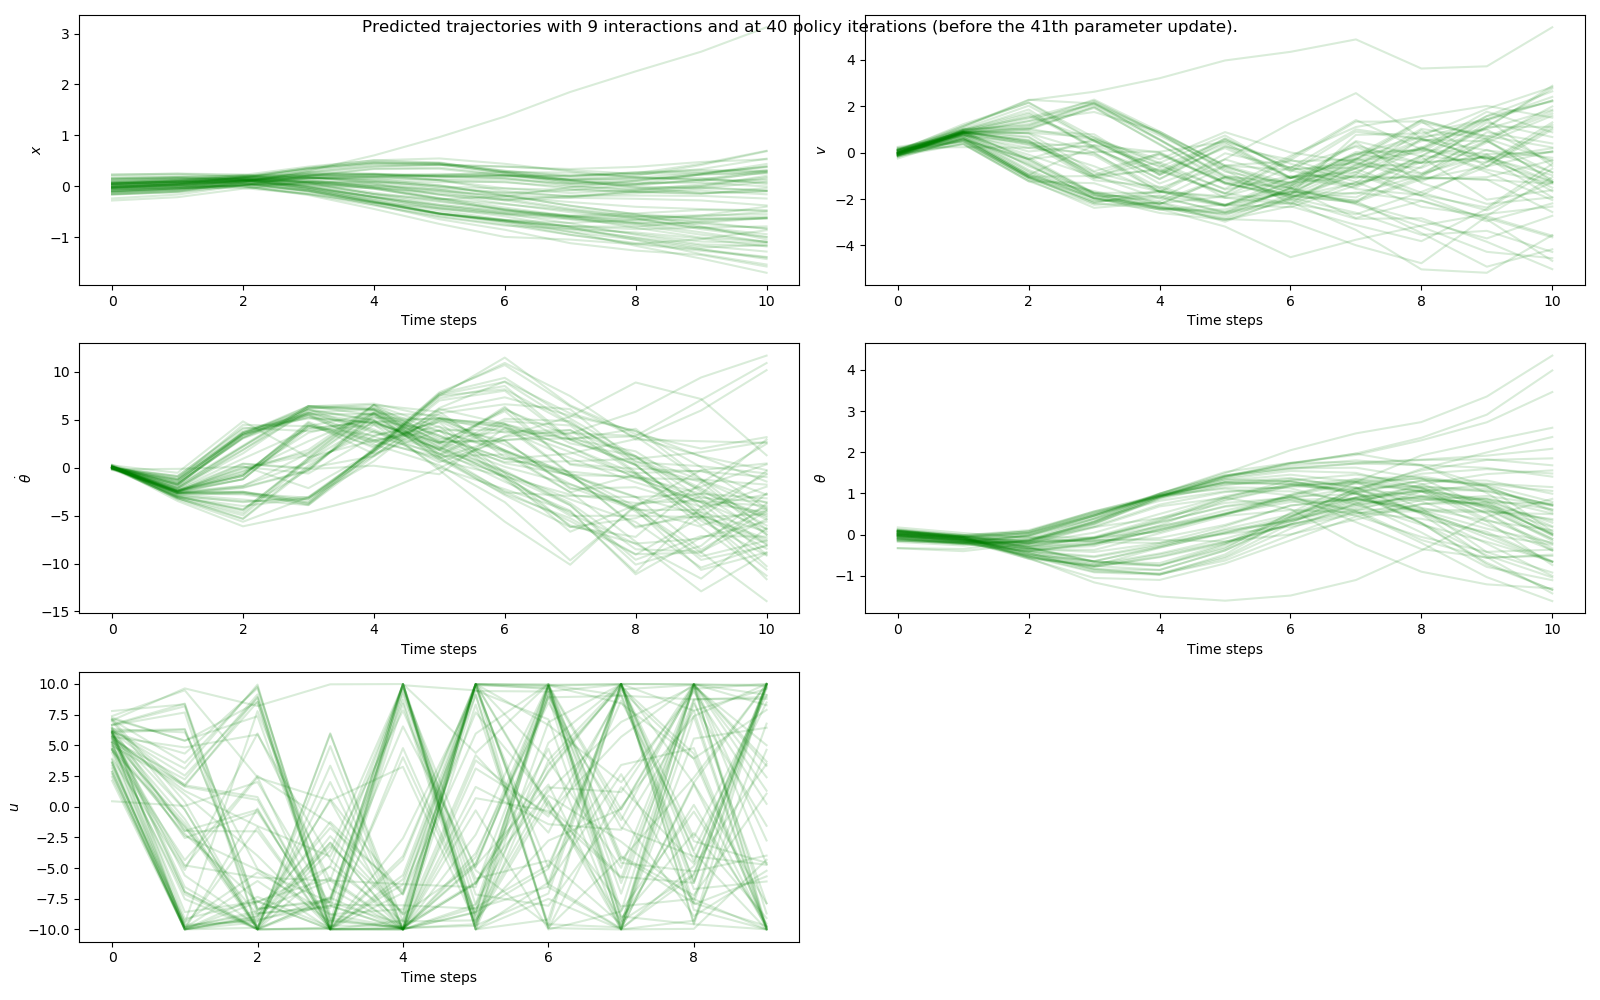 Predicted trajectories with 9 interactions and at 40 policy iterations (before the 41th parameter update).
3
2
1
0
−1
x
0 2 4 6 8 10
Time steps
4
2
0
−2
−4
v
0 2 4 6 8 10
Time steps
10
5
0
−5
−10
−15
θ̇
0 2 4 6 8 10
Time steps
4
3
2
1
0
−1
θ
0 2 4 6 8 10
Time steps
10.0
7.5
5.0
2.5
0.0
−2.5
−5.0
−7.5
−10.0
u
0 2 4 6 8
Time steps